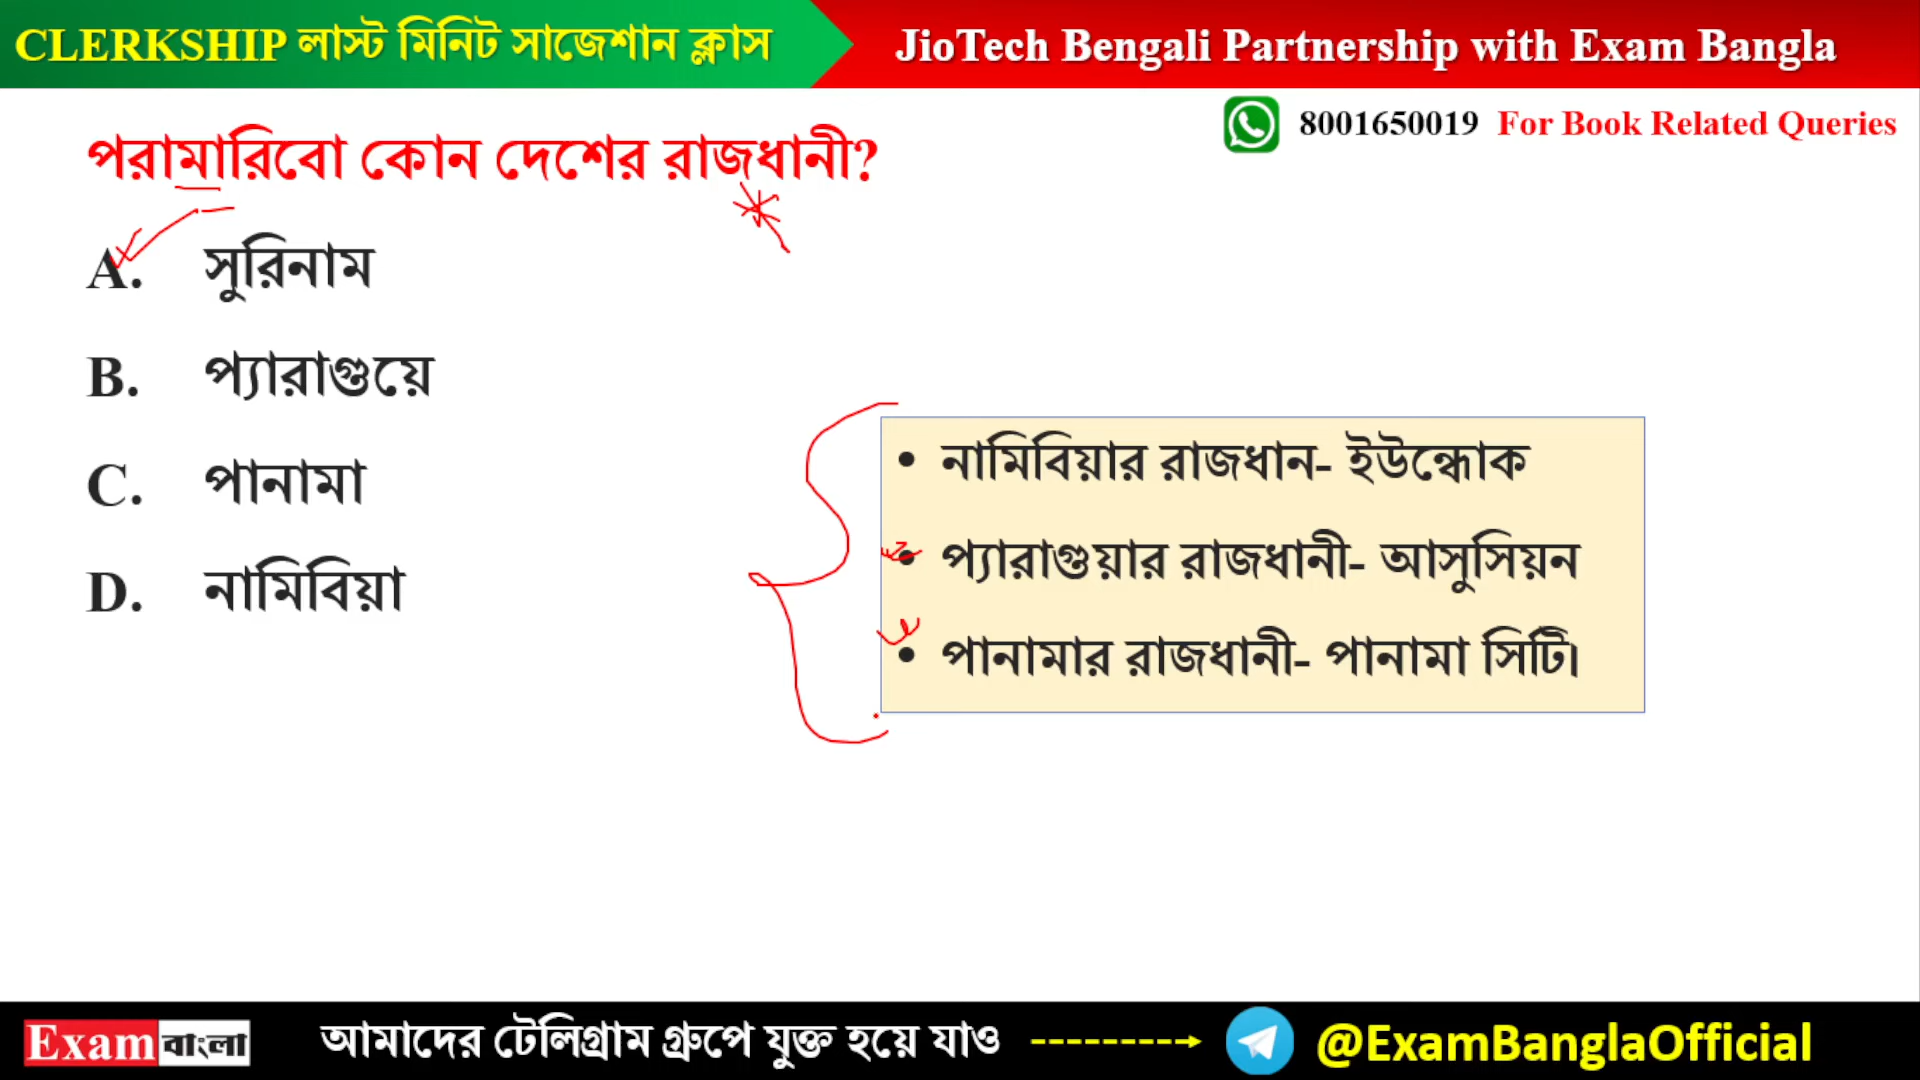 CLERKSHIP লাস্ট মিনিট সাজেশান ক্লাস
JioTech Bengali Partnership with Exam Bangla
8001650019 For Book Related Queries
পরামারিবো কোন দেশের রাজধানী?
A. সুরিনাম
B. প্যারাগুয়ে
C. পানামা
D. নামিবিয়া
• নামিবিয়ার রাজধান- ইউন্ধোক
• প্যারাগুয়ার রাজধানী- আসুসিয়ন
• পানামার রাজধানী- পানামা সিটি।
Exam বাংলা
আমাদের টেলিগ্রাম গ্রুপে যুক্ত হয়ে যাও
@ExamBanglaOfficial